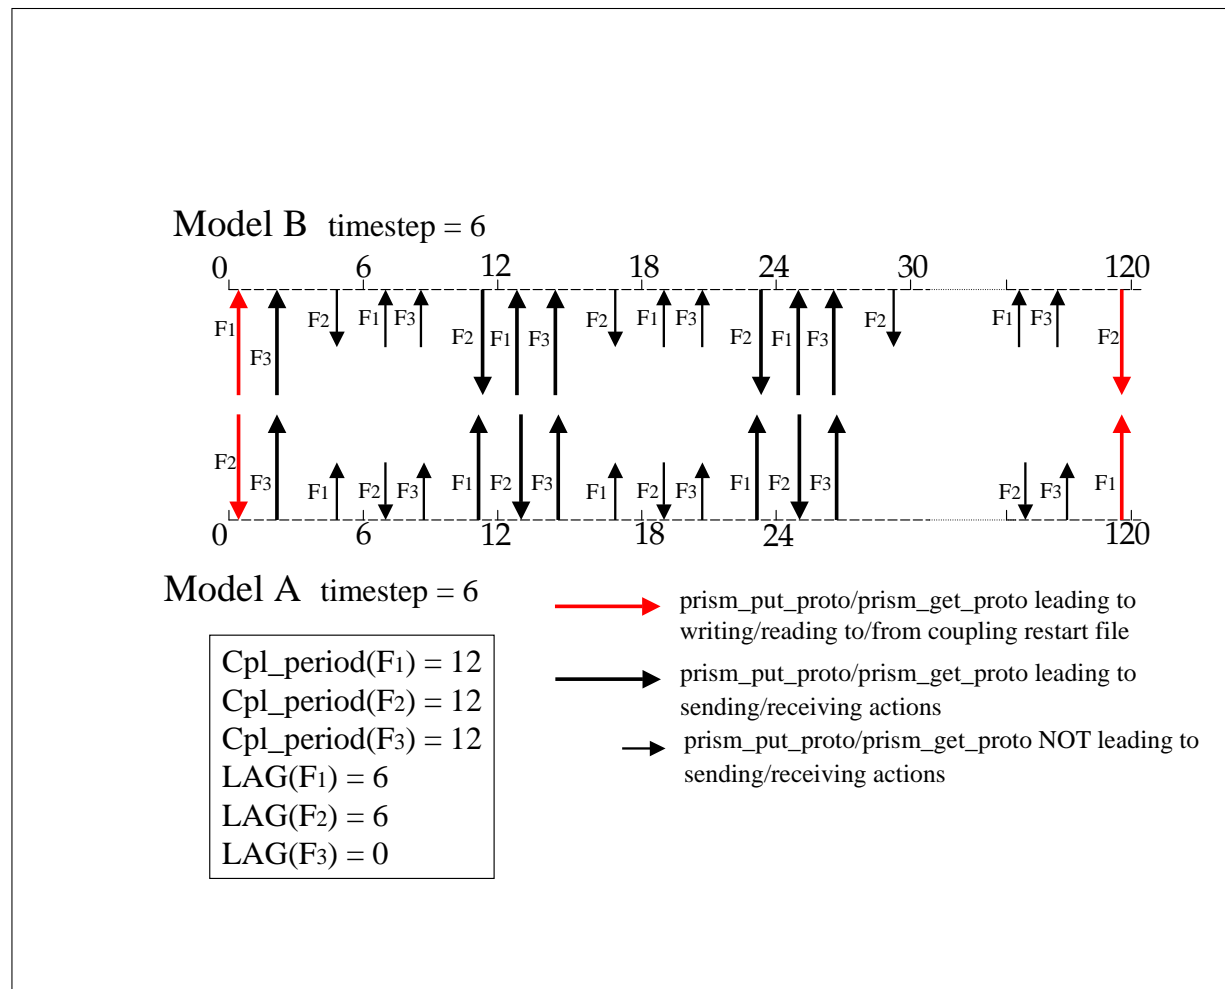 Model B timestep = 6
0 6 12 18 24 30 120
F1 F3 F2 F1 F3 F2 F1 F3 F2 F1 F3 F2 F1 F3 F2 F1 F3 F2
F2 F3 F1 F2 F3 F1 F2 F3 F1 F2 F3 F1 F2 F3 F2 F3 F1
0 6 12 18 24 120
Model A timestep = 6
prism_put_proto/prism_get_proto leading to
writing/reading to/from coupling restart file
prism_put_proto/prism_get_proto leading to
sending/receiving actions
prism_put_proto/prism_get_proto NOT leading to
sending/receiving actions
Cpl_period(F1) = 12
Cpl_period(F2) = 12
Cpl_period(F3) = 12
LAG(F1) = 6
LAG(F2) = 6
LAG(F3) = 0